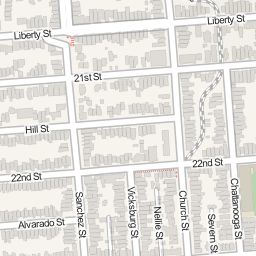 Liberty St
Liberty St
21st St
Hill St
22nd St
22nd St
Sanchez St
Vicksburg St
Nellie St
Church St
Severn St
Chattanooga St
Alvarado St